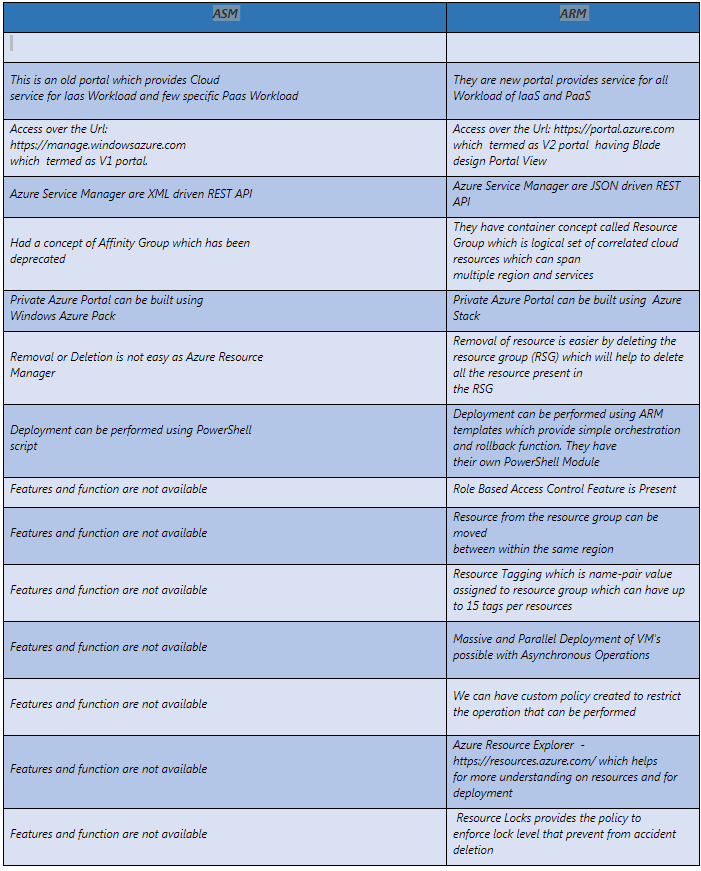 ASM
ARM
This is an old portal which provides Cloud
service for Iaas Workload and few specific Paas Workload
They are new portal provides service for all
Workload of IaaS and PaaS
Access over the Url:
https://manage.windowsazure.com
which  termed as V1 portal.
Access over the Url: https://portal.azure.com
which  termed as V2 portal  having Blade
design Portal View
Azure Service Manager are XML driven REST API
Azure Service Manager are JSON driven REST
API
Had a concept of Affinity Group which has been
deprecated
They have container concept called Resource
Group which is logical set of correlated cloud
resources which can span
multiple region and services
Private Azure Portal can be built using
Windows Azure Pack
Private Azure Portal can be built using  Azure
Stack
Removal or Deletion is not easy as Azure Resource
Manager
Removal of resource is easier by deleting the
resource group (RSG) which will help to delete
all the resource present in
the RSG
Deployment can be performed using PowerShell
script
Deployment can be performed using ARM
templates which provide simple orchestration
and rollback function. They have
their own PowerShell Module
Features and function are not available
Role Based Access Control Feature is Present
Features and function are not available
Resource from the resource group can be
moved
between within the same region
Features and function are not available
Resource Tagging which is name-pair value
assigned to resource group which can have up
to 15 tags per resources
Features and function are not available
Massive and Parallel Deployment of VM's
possible with Asynchronous Operations
Features and function are not available
We can have custom policy created to restrict
the operation that can be performed
Features and function are not available
Azure Resource Explorer  -
https://resources.azure.com/ which helps
for more understanding on resources and for
deployment
Features and function are not available
Resource Locks provides the policy to
enforce lock level that prevent from accident
deletion